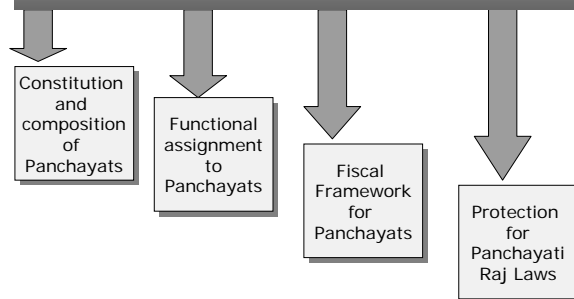 Constitution
and
composition
of
Panchayats
Functional
assignment
to
Panchayats
Fiscal
Framework
for
Panchayats
Protection
for
Panchayati
Raj Laws